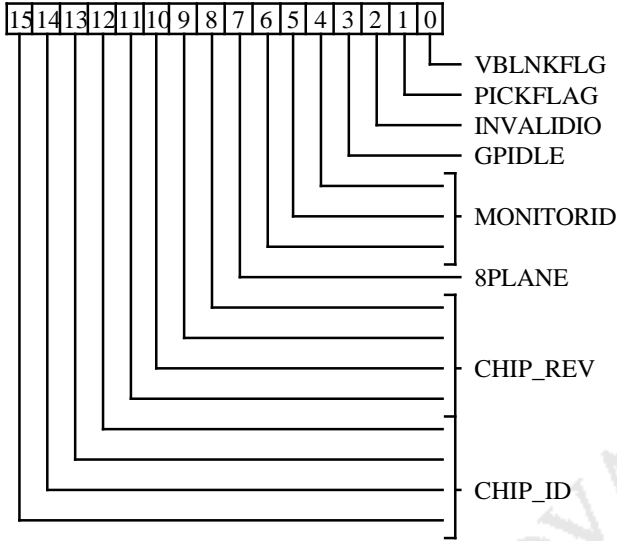 15 14 13 12 11 10 9 8 7 6 5 4 3 2 1 0
VBLNKFLG
PICKFLAG
INVALIDIO
GPIDLE
MONITORID
8PLANE
CHIP_REV
CHIP_ID